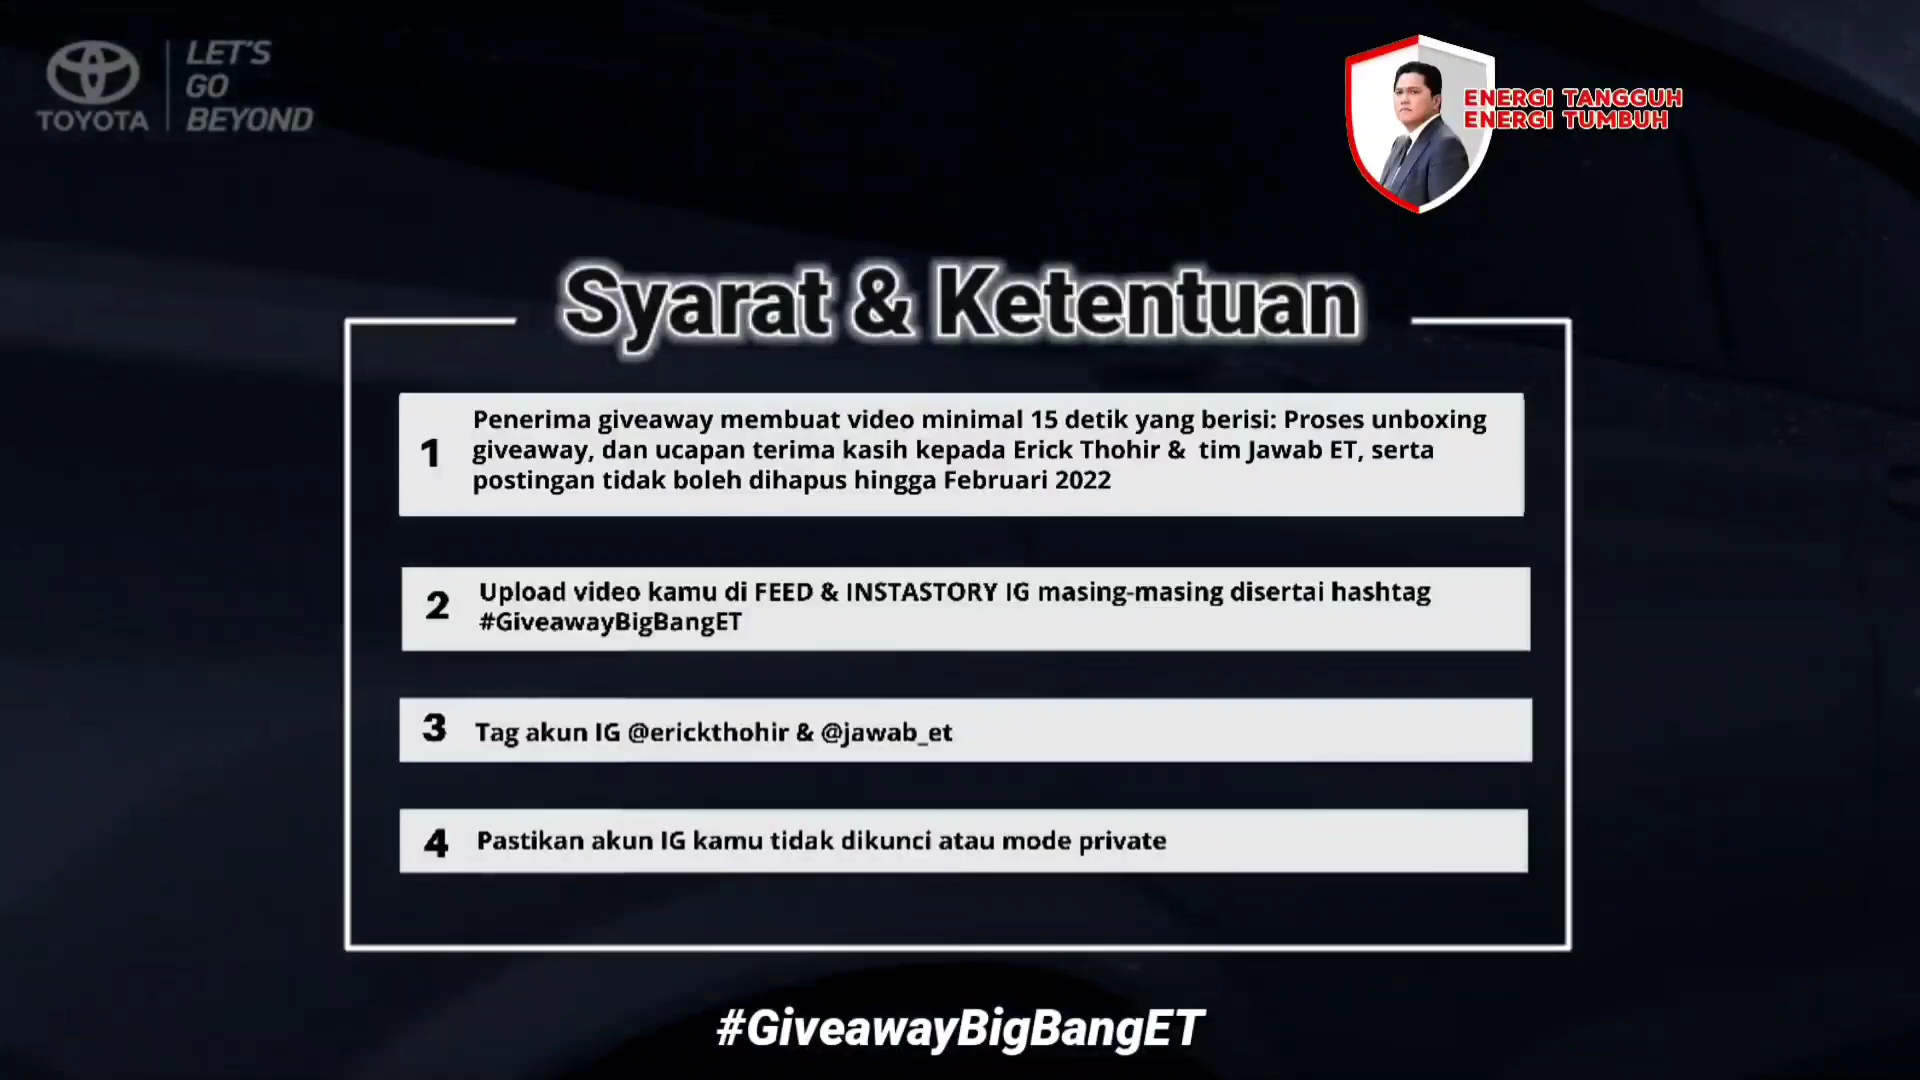 TOYOTA
LET'S
GO
BEYOND
ENERGI TANGGUH
ENERGI TUMBUH
Syarat & Ketentuan
1
Penerima giveaway membuat video minimal 15 detik yang berisi: Proses unboxing
giveaway, dan ucapan terima kasih kepada Erick Thohir & tim Jawab ET, serta
postingan tidak boleh dihapus hingga Februari 2022
2
Upload video kamu di FEED & INSTASTORY IG masing-masing disertai hashtag
#GiveawayBigBangET
3
Tag akun IG @erickthohir & @jawab_et
4
Pastikan akun IG kamu tidak dikunci atau mode private
#GiveawayBigBangET